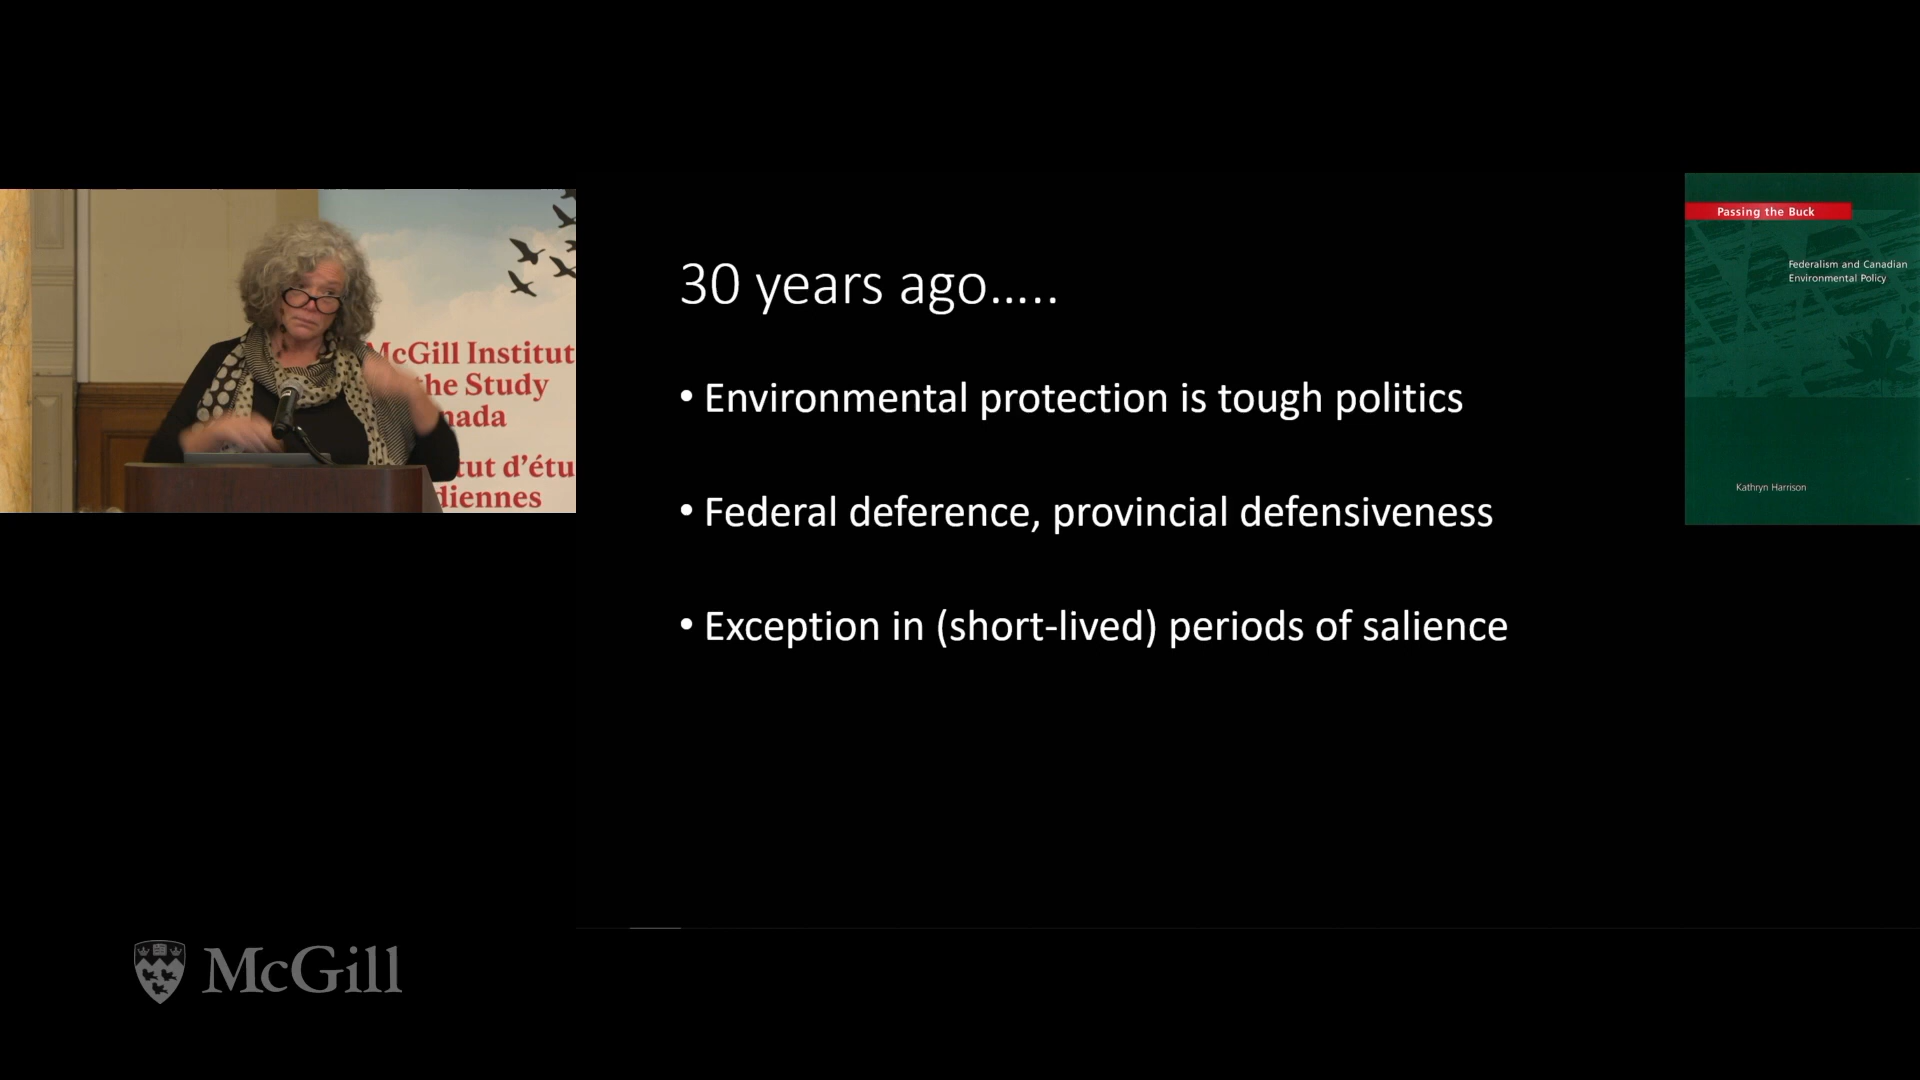 McGill Institut
the Study
nada
tut d'étu
diennes
30 years ago…..
• Environmental protection is tough politics
• Federal deference, provincial defensiveness
• Exception in (short-lived) periods of salience
Passing the Buck
Federalism and Canadian
Environmental Policy
Kathryn Harrison
McGill